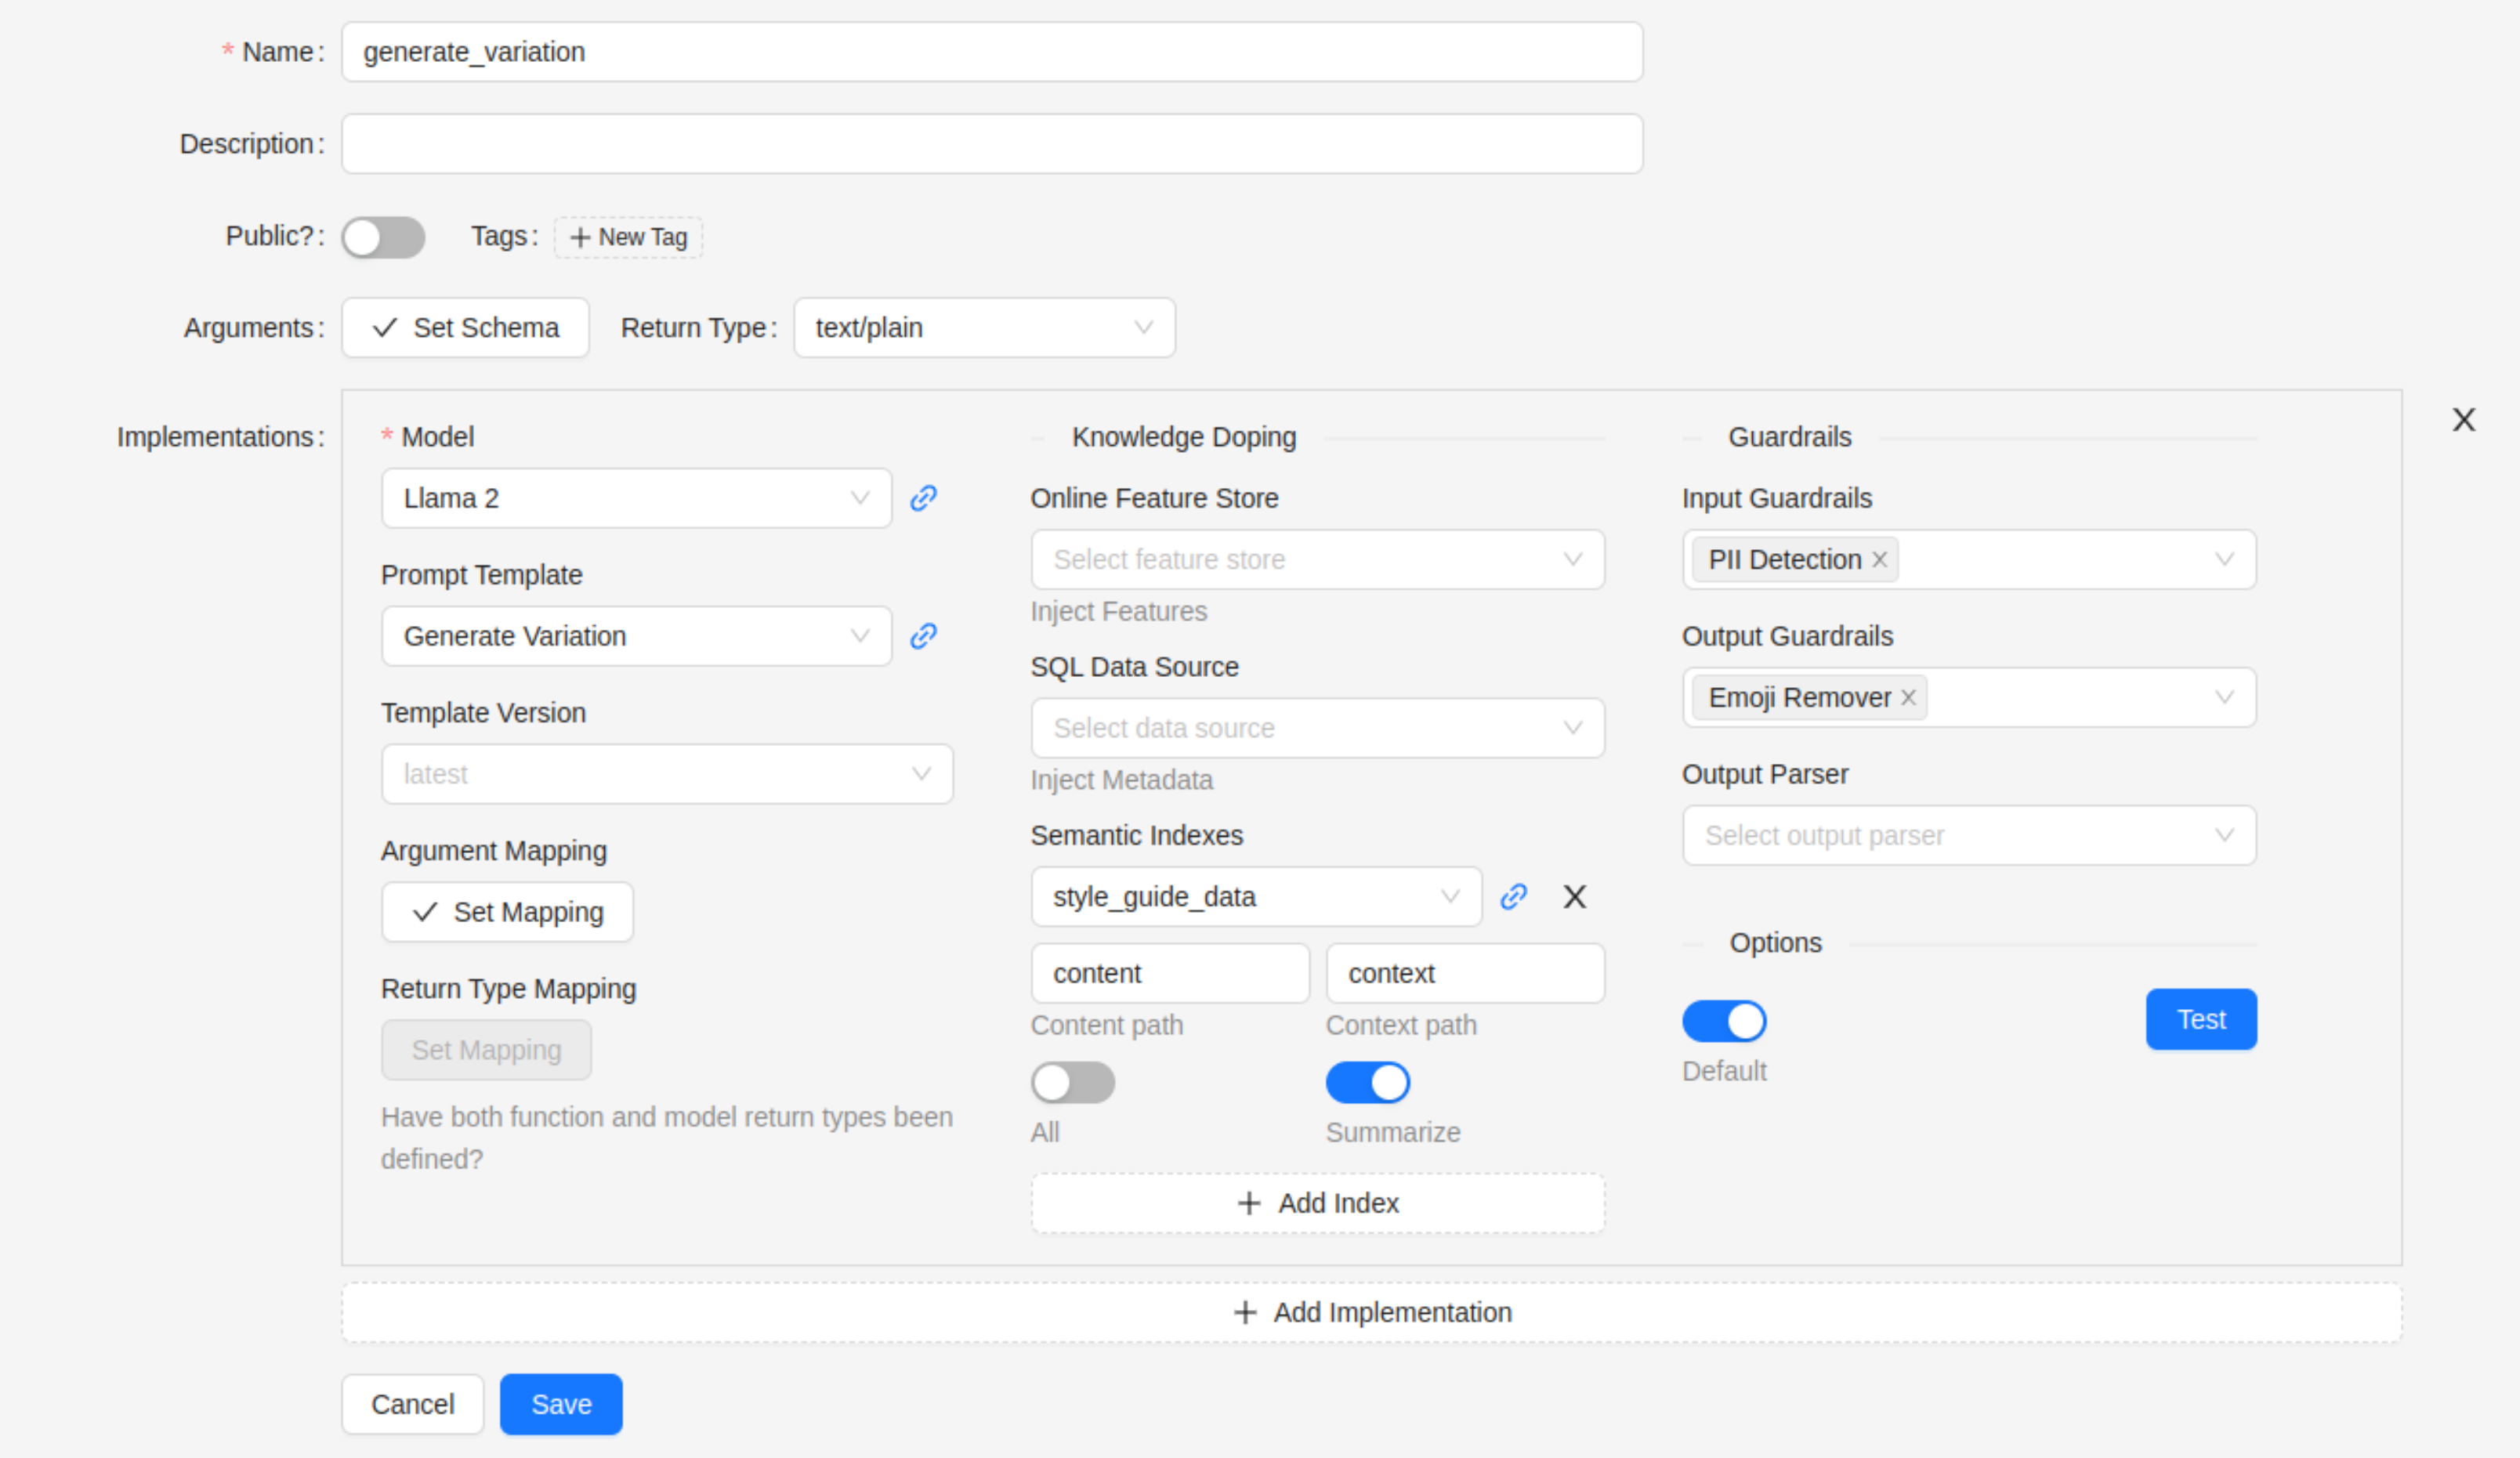 * Name:
generate_variation
Description:
Public?:
Tags:
+ New Tag
Arguments:
Set Schema
Return Type:
text/plain
Implementations:
* Model
Llama 2
Prompt Template
Generate Variation
Template Version
latest
Argument Mapping
Set Mapping
Return Type Mapping
Set Mapping
Have both function and model return types been
defined?
Knowledge Doping
Online Feature Store
Select feature store
Inject Features
SQL Data Source
Select data source
Inject Metadata
Semantic Indexes
style_guide_data
X
content
context
Content path
Context path
All
Summarize
+ Add Index
Guardrails
Input Guardrails
PII Detection
Output Guardrails
Emoji Remover
Output Parser
Select output parser
Options
Default
Test
X
+ Add Implementation
Cancel
Save